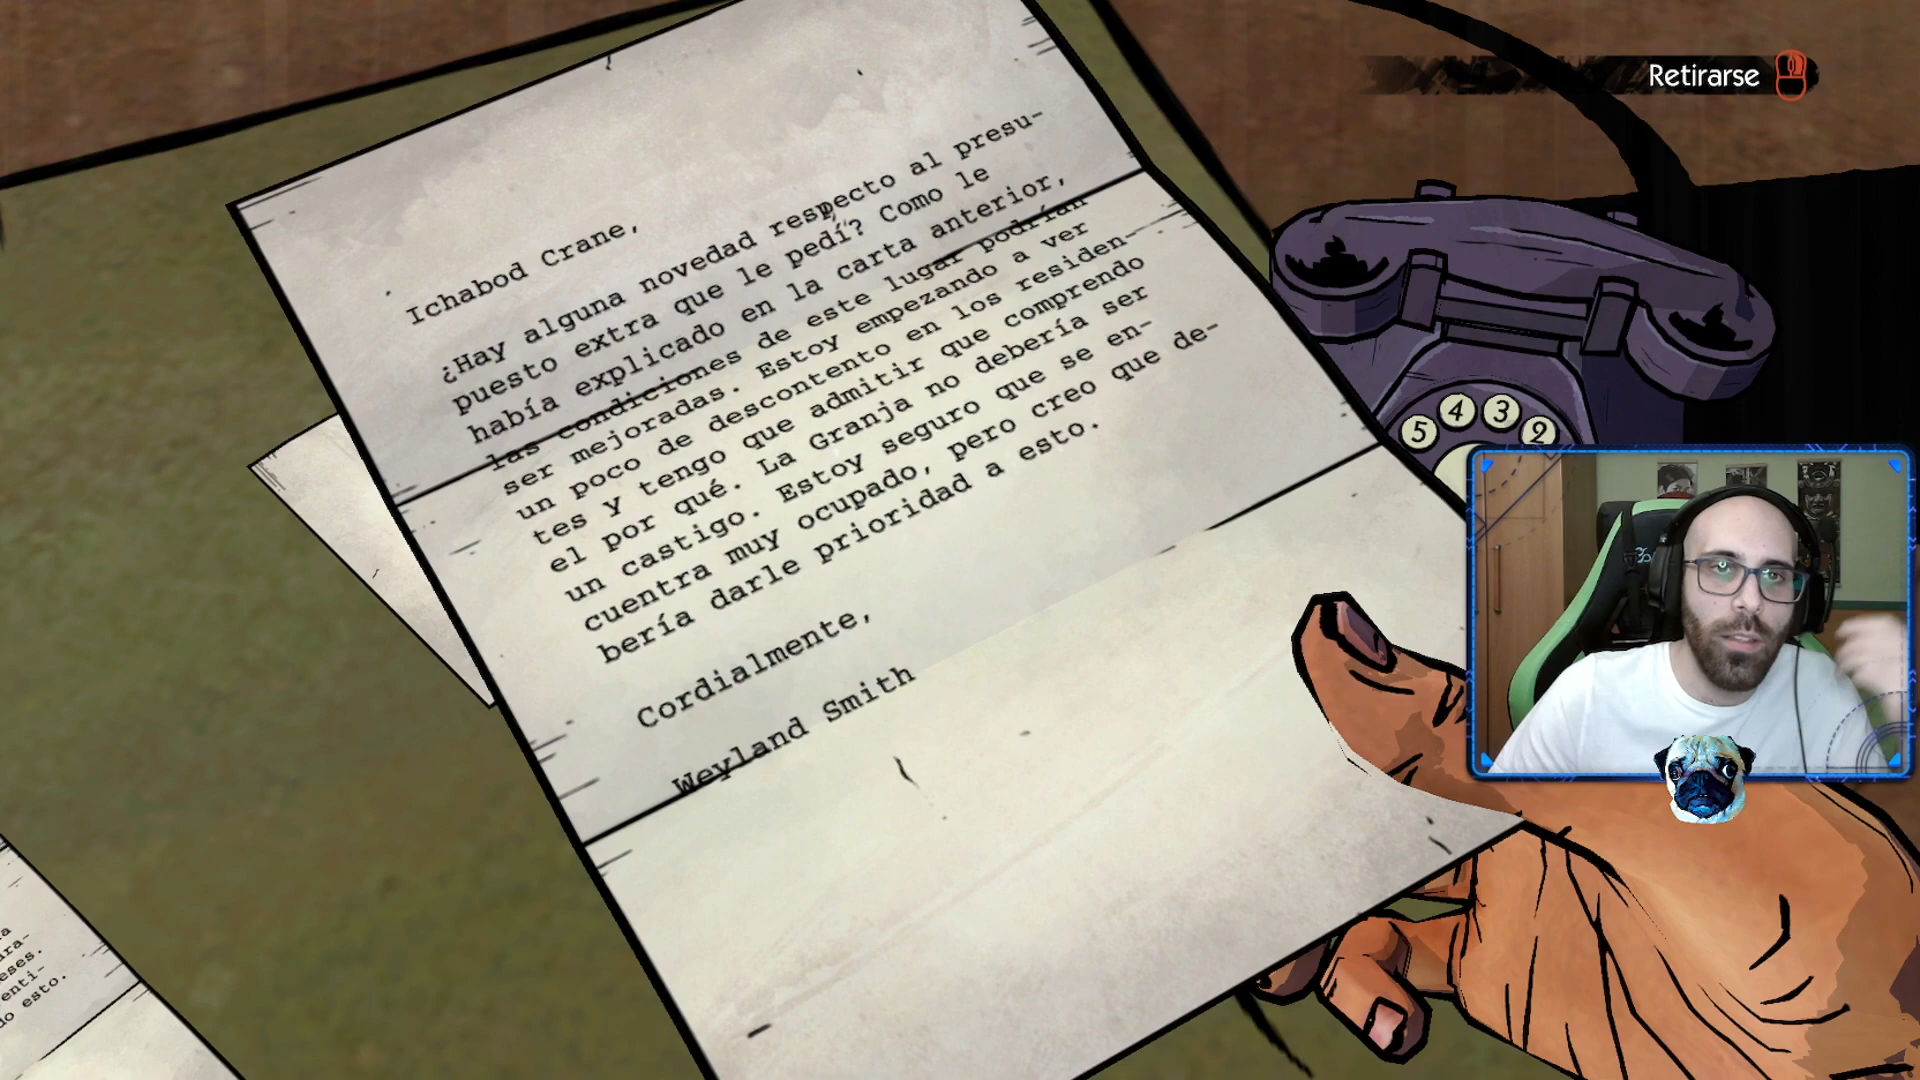 Retirarse
Ichabod Crane,
¿Hay alguna novedad respecto al presu-
puesto extra que le pedí? Como le
había explicado en la carta anterior,
las condiciones de este lugar podrían
ser mejoradas. Estoy empezando a ver
un poco de descontento en los residen-
tes y tengo que admitir que comprendo
el por qué. La Granja no debería ser
un castigo. Estoy seguro que se en-
cuentra muy ocupado, pero creo que de-
bería darle prioridad a esto.
Cordialmente,
Weyland Smith
5 4 3 2
eses.
enti-
do esto.